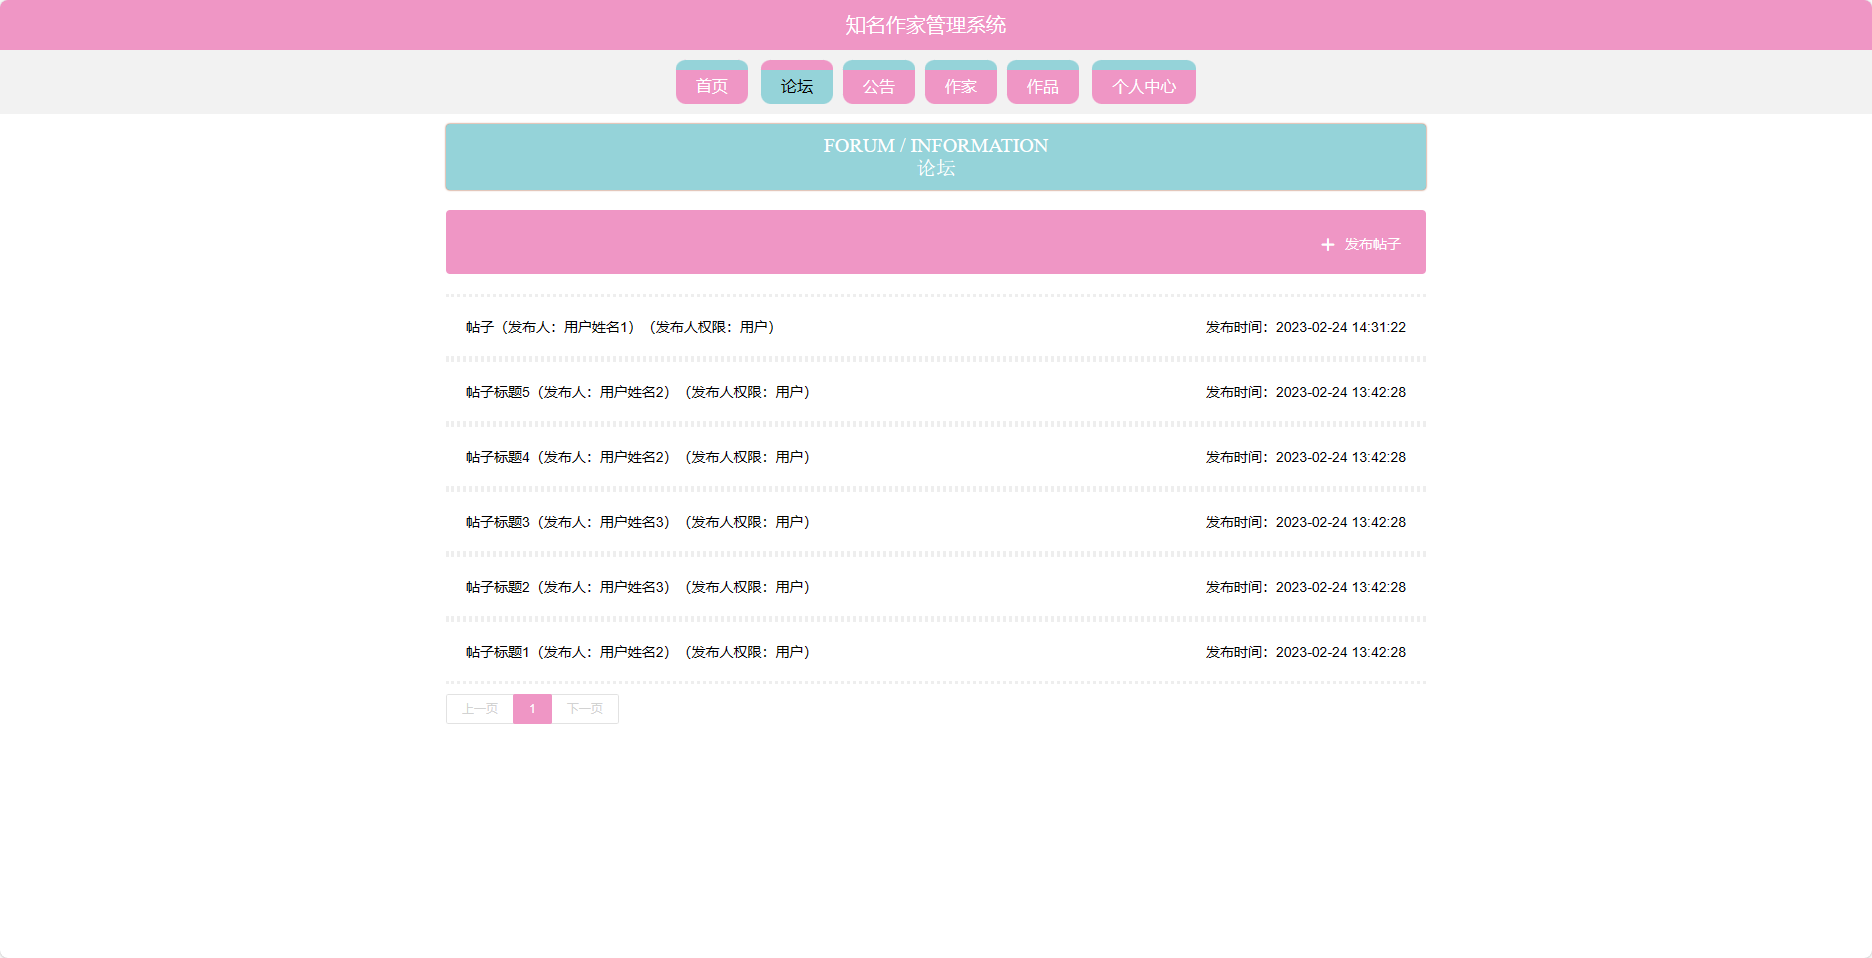 知名作家管理系统
首页 论坛 公告 作家 作品 个人中心
FORUM / INFORMATION
论坛
发布帖子
帖子（发布人：用户姓名1）（发布人权限：用户） 发布时间：2023-02-24 14:31:22
帖子标题5（发布人：用户姓名2）（发布人权限：用户） 发布时间：2023-02-24 13:42:28
帖子标题4（发布人：用户姓名2）（发布人权限：用户） 发布时间：2023-02-24 13:42:28
帖子标题3（发布人：用户姓名3）（发布人权限：用户） 发布时间：2023-02-24 13:42:28
帖子标题2（发布人：用户姓名3）（发布人权限：用户） 发布时间：2023-02-24 13:42:28
帖子标题1（发布人：用户姓名2）（发布人权限：用户） 发布时间：2023-02-24 13:42:28
上一页 1 下一页